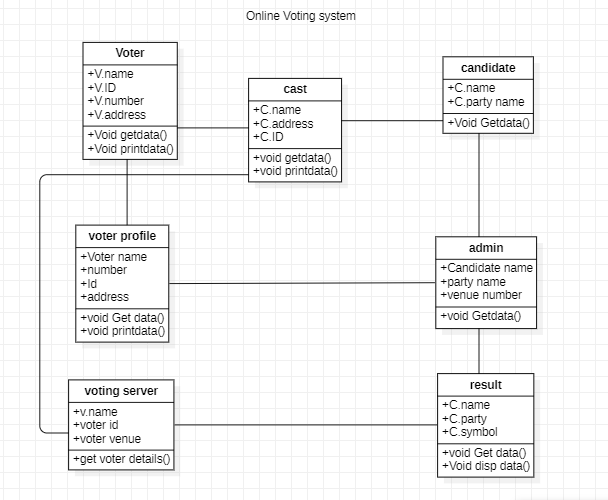 Online Voting system
Voter
+V.name
+V.ID
+V.number
+V.address
+Void getdata()
+Void printdata()
cast
+C.name
+C.address
+C.ID
+void getdata()
+void printdata()
candidate
+C.name
+C.party name
+Void Getdata()
voter profile
+Voter name
+number
+Id
+address
+void Get data()
+void printdata()
admin
+Candidate name
+party name
+venue number
+void Getdata()
voting server
+v.name
+voter id
+voter venue
+get voter details()
result
+C.name
+C.party
+C.symbol
+void Get data()
+Void disp data()